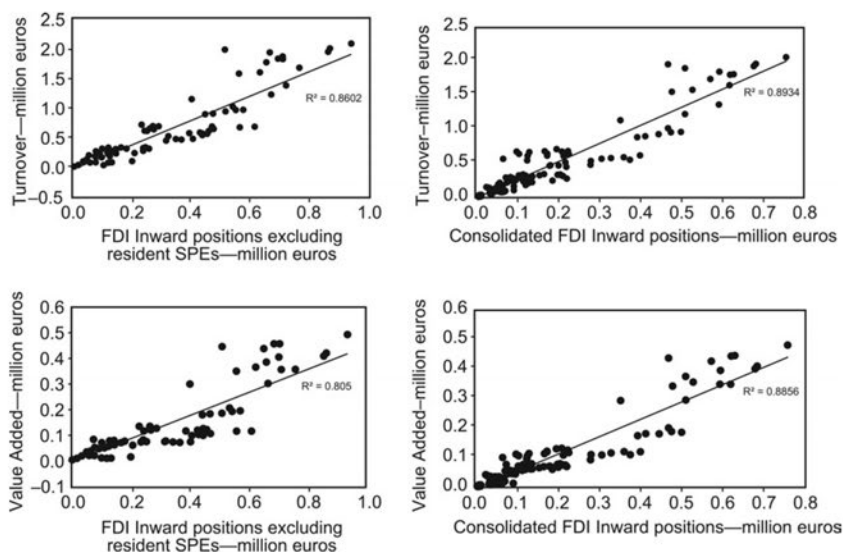 Turnover—million euros
2.5
2.0
1.5
1.0
0.5
0.0
–0.5
R² = 0.8602
0.0 0.2 0.4 0.6 0.8 1.0
FDI Inward positions excluding
resident SPEs—million euros
Turnover–million euros
2.5
2.0
1.5
1.0
0.5
0.0
R² = 0.8934
0.0 0.1 0.2 0.3 0.4 0.5 0.6 0.7 0.8
Consolidated FDI Inward positions—million euros
Value Added—million euros
0.6
0.5
0.4
0.3
0.2
0.1
0.0
–0.1
R² = 0.805
0.0 0.2 0.4 0.6 0.8 1.0
FDI Inward positions excluding
resident SPEs—million euros
Value Added–million euros
0.6
0.5
0.4
0.3
0.2
0.1
0.0
R² = 0.8856
0.0 0.1 0.2 0.3 0.4 0.5 0.6 0.7 0.8
Consolidated FDI Inward positions—million euros